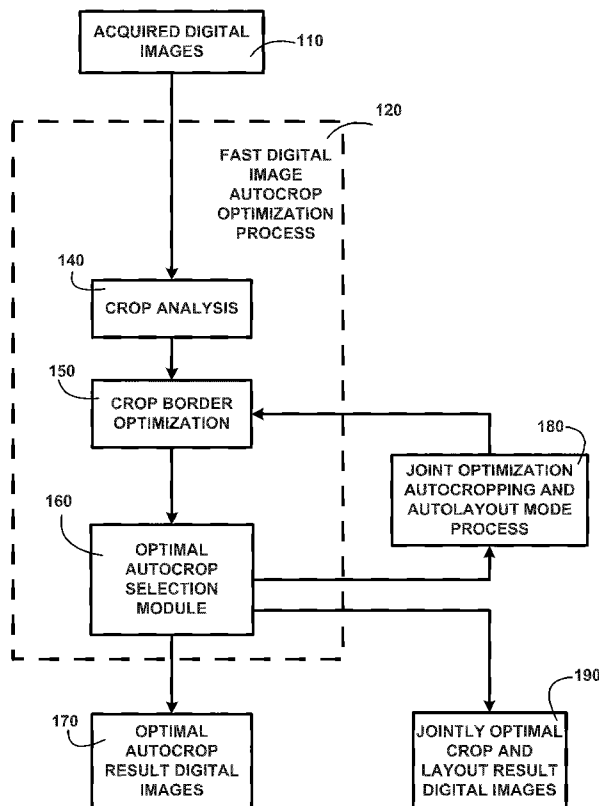 ACQUIRED DIGITAL
IMAGES
110
120
FAST DIGITAL
IMAGE
AUTOCROP
OPTIMIZATION
PROCESS
140
CROP ANALYSIS
150
CROP BORDER
OPTIMIZATION
180
JOINT OPTIMIZATION
AUTOCROPPING AND
AUTOLAYOUT MODE
PROCESS
160
OPTIMAL
AUTOCROP
SELECTION
MODULE
170
OPTIMAL
AUTOCROP
RESULT DIGITAL
IMAGES
190
JOINTLY OPTIMAL
CROP AND
LAYOUT RESULT
DIGITAL IMAGES